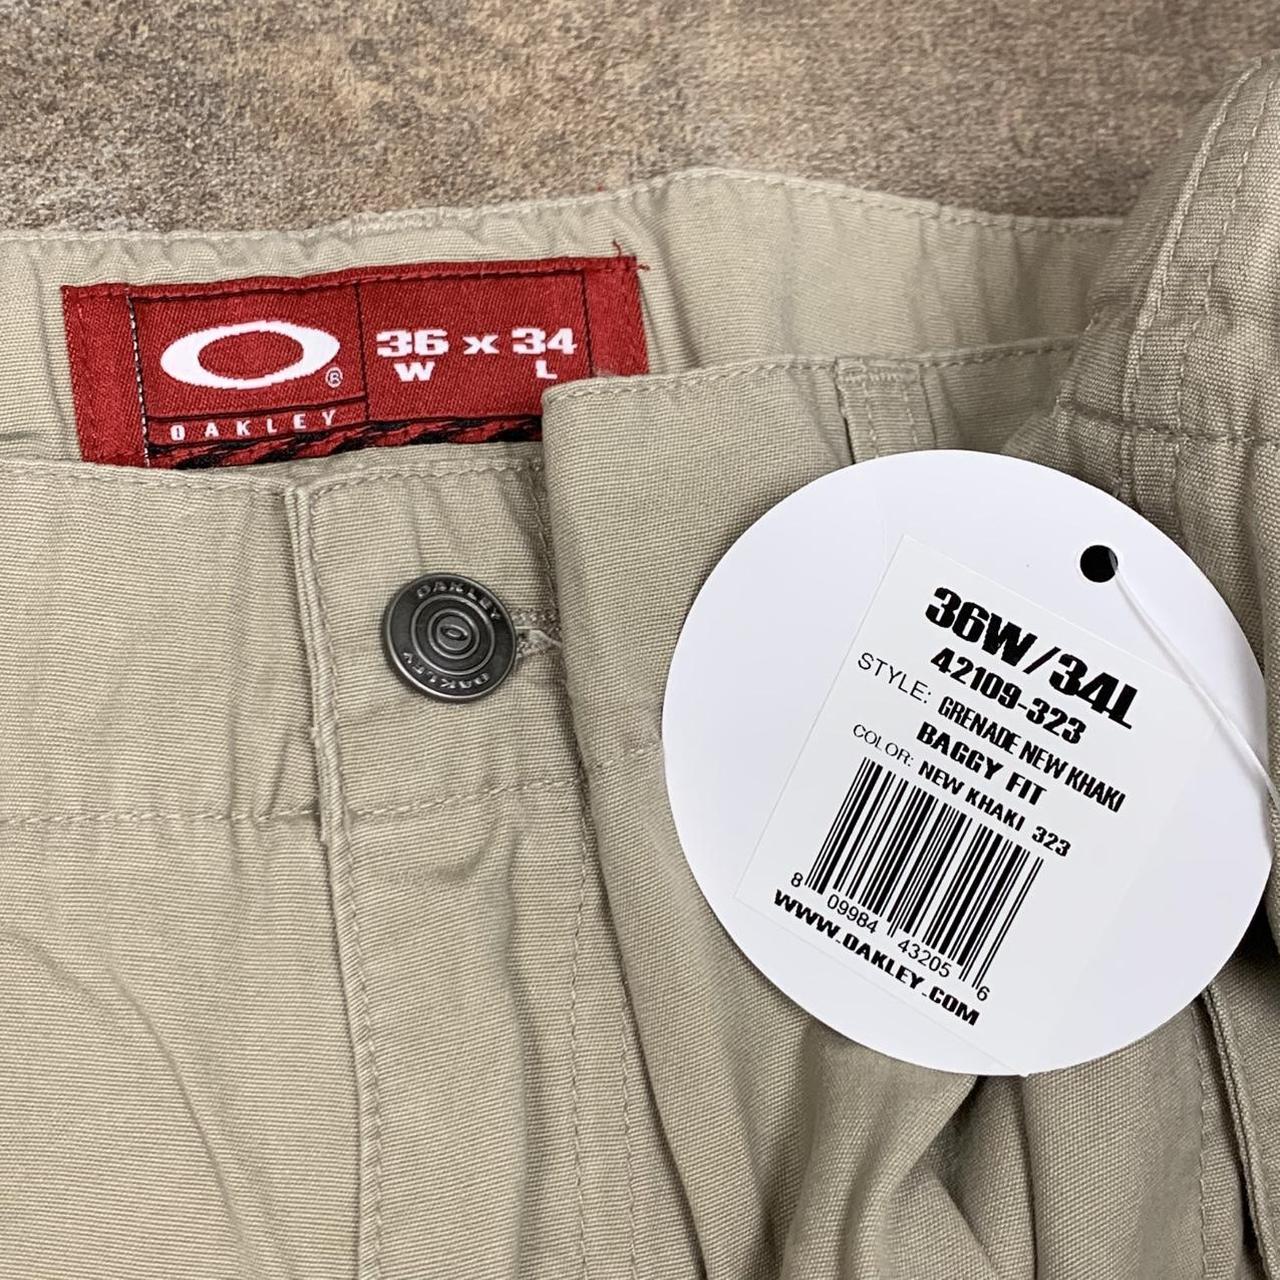 36 x 34
W L
®
OAKLEY
OAKLEY
OAKLEY
36W/34L
42109-323
STYLE: GRENADE NEW KHAKI
BAGGY FIT
COLOR: NEW KHAKI 323
8 09984 43205 6
WWW.OAKLEY.COM